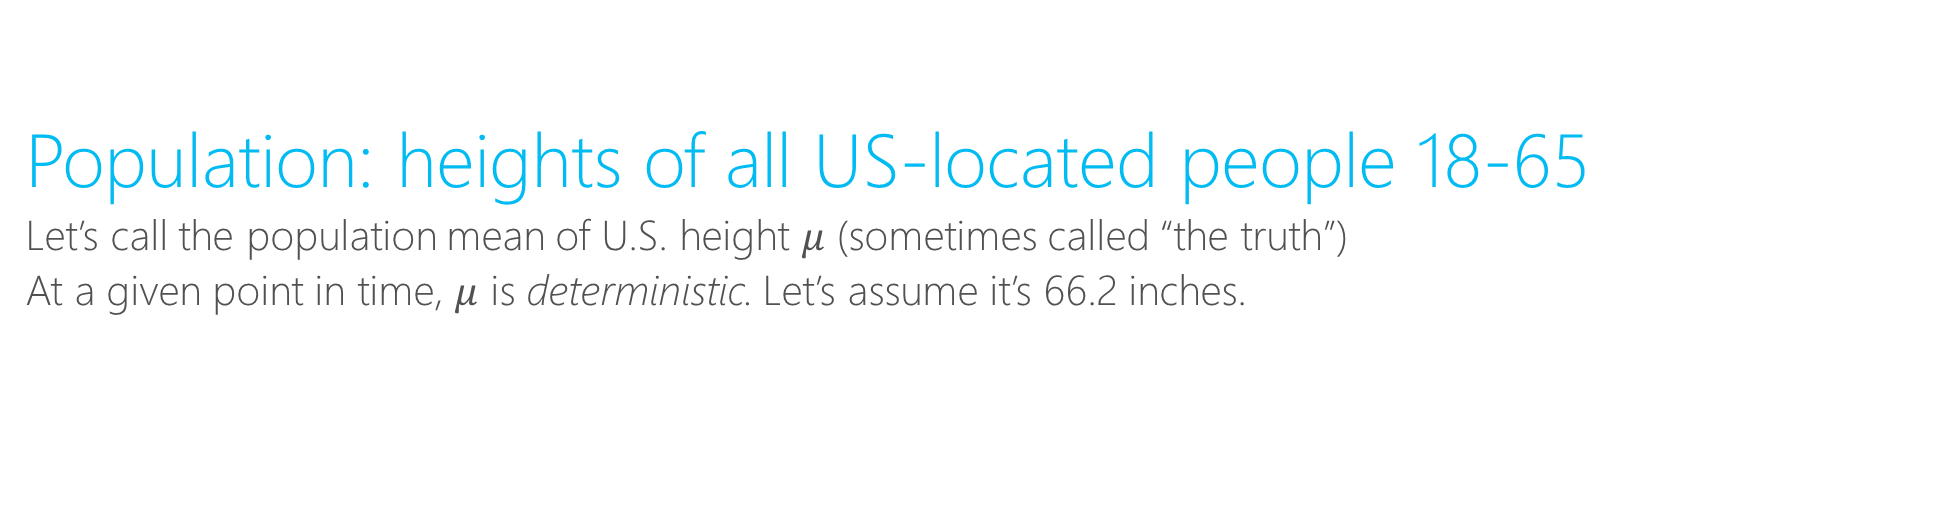 Population: heights of all US-located people 18-65
Let’s call the population mean of U.S. height μ (sometimes called “the truth”)
At a given point in time, μ is deterministic. Let’s assume it’s 66.2 inches.